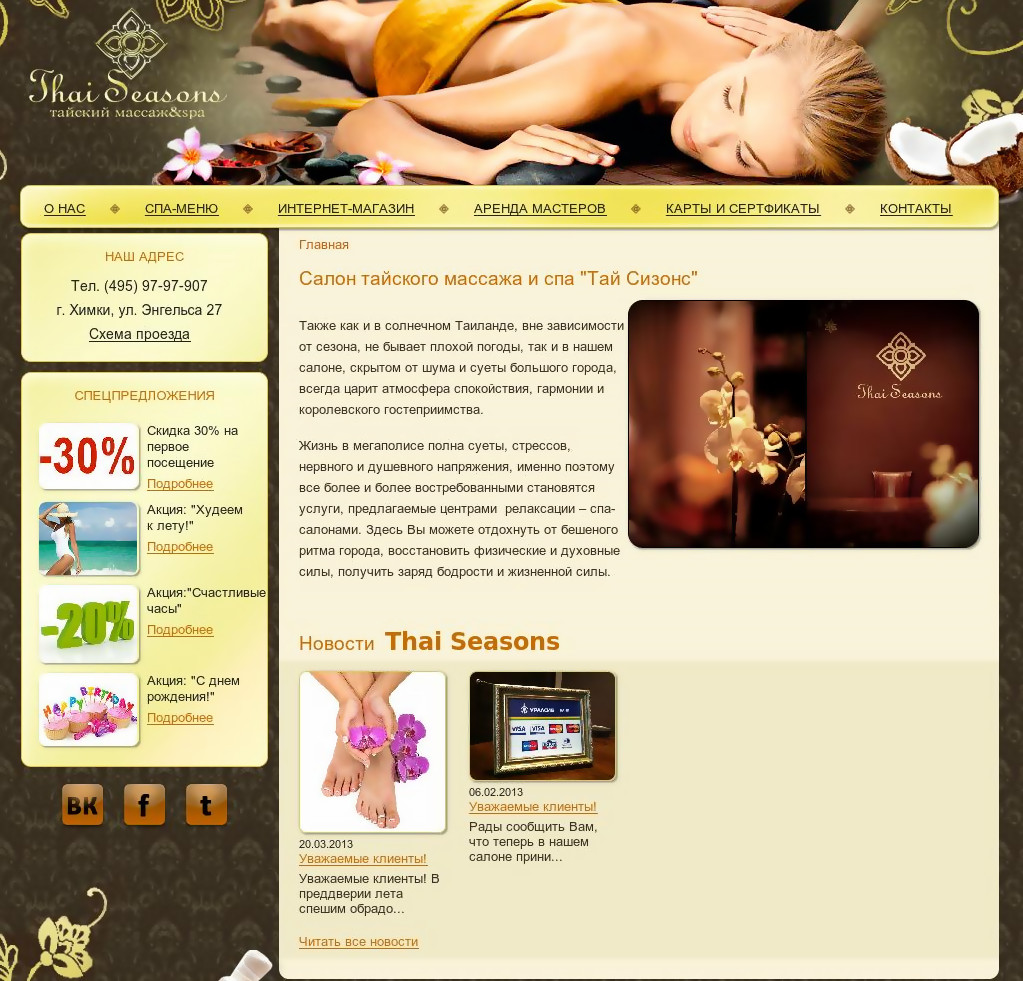 Thai Seasons
тайский массаж&spa
О НАС СПА-МЕНЮ ИНТЕРНЕТ-МАГАЗИН АРЕНДА МАСТЕРОВ КАРТЫ И СЕРТФИКАТЫ КОНТАКТЫ
НАШ АДРЕС
Тел. (495) 97-97-907
г. Химки, ул. Энгельса 27
Схема проезда
СПЕЦПРЕДЛОЖЕНИЯ
-30%
Скидка 30% на
первое
посещение
Подробнее
Акция: "Худеем
к лету!"
Подробнее
-20%
Акция:"Счастливые
часы"
Подробнее
HAPPY BIRTHDAY
Акция: "С днем
рождения!"
Подробнее
вк f t
Главная
Салон тайского массажа и спа "Тай Сизонс"
Также как и в солнечном Таиланде, вне зависимости
от сезона, не бывает плохой погоды, так и в нашем
салоне, скрытом от шума и суеты большого города,
всегда царит атмосфера спокойствия, гармонии и
королевского гостеприимства.
Жизнь в мегаполисе полна суеты, стрессов,
нервного и душевного напряжения, именно поэтому
все более и более востребованными становятся
услуги, предлагаемые центрами  релаксации – спа-
салонами. Здесь Вы можете отдохнуть от бешеного
ритма города, восстановить физические и духовные
силы, получить заряд бодрости и жизненной силы.
Thai Seasons
Новости Thai Seasons
20.03.2013
Уважаемые клиенты!
Уважаемые клиенты! В
преддверии лета
спешим обрадо...
УРАЛСИБ
VISA VISA
06.02.2013
Уважаемые клиенты!
Рады сообщить Вам,
что теперь в нашем
салоне прини...
Читать все новости